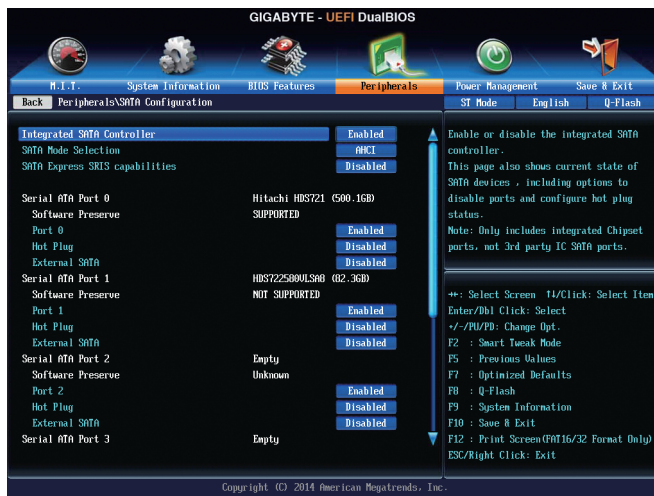 GIGABYTE - UEFI DualBIOS
M.I.T.
System Information
BIOS Features
Peripherals
Power Management
Save & Exit
Back Peripherals\SATA Configuration
ST Mode English Q-Flash
Integrated SATA Controller Enabled
SATA Mode Selection AHCI
SATA Express SRIS capabilities Disabled
Serial ATA Port 0 Hitachi HDS721 (500.1GB)
Software Preserve SUPPORTED
Port 0 Enabled
Hot Plug Disabled
External SATA Disabled
Serial ATA Port 1 HDS722580VLSA8 (82.3GB)
Software Preserve NOT SUPPORTED
Port 1 Enabled
Hot Plug Disabled
External SATA Disabled
Serial ATA Port 2 Empty
Software Preserve Unknown
Port 2 Enabled
Hot Plug Disabled
External SATA Disabled
Serial ATA Port 3 Empty
Enable or disable the integrated SATA
controller.
This page also shows current state of
SATA devices , including options to
disable ports and configure hot plug
status.
Note: Only includes integrated Chipset
ports, not 3rd party IC SATA ports.
↔: Select Screen ↑↓/Click: Select Item
Enter/Dbl Click: Select
+/-/PU/PD: Change Opt.
F2 : Smart Tweak Mode
F5 : Previous Values
F7 : Optimized Defaults
F8 : Q-Flash
F9 : System Information
F10 : Save & Exit
F12 : Print Screen(FAT16/32 Format Only)
ESC/Right Click: Exit
Copyright (C) 2014 American Megatrends, Inc.